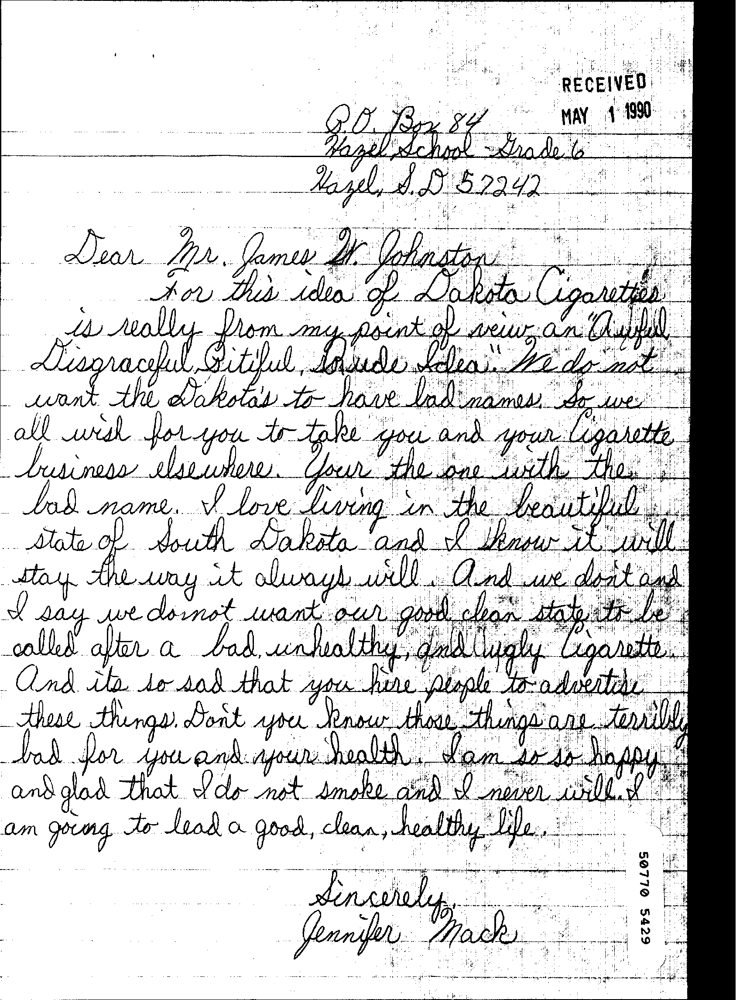 RECEIVED
MAY 1 1990
P.O. Box 84
Hazel School - Grade 6
Hazel, S.D 57242
Dear Mr. James W. Johnston
For this idea of Dakota Cigarettes
is really from my point of veiw an "Awful
Disgraceful, Pitiful, Rude Idea". We do not
want the Dakota's to have bad names. So we
all wish for you to take you and your Cigarette
business elsewhere. Your the one with the
bad name. I love living in the beautiful
state of South Dakota and I know it will
stay the way it always will. And we don't and
I say we do not want our good clean state to be
called after a bad, unhealthy, and ugly Cigarette.
And its so sad that you hire people to advertise
these things. Don't you know those things are terribly
bad for you and your health. I am so so happy
and glad that I do not smoke and I never will. I
am going to lead a good, clean, healthy life.
Sincerely,
Jennifer Mack
50770 5429